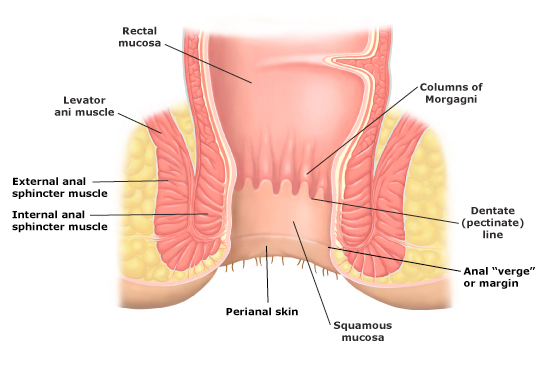 Rectal
mucosa
Levator
ani muscle
External anal
sphincter muscle
Internal anal
sphincter muscle
Columns of
Morgagni
Dentate
(pectinate)
line
Anal “verge”
or margin
Perianal skin
Squamous
mucosa